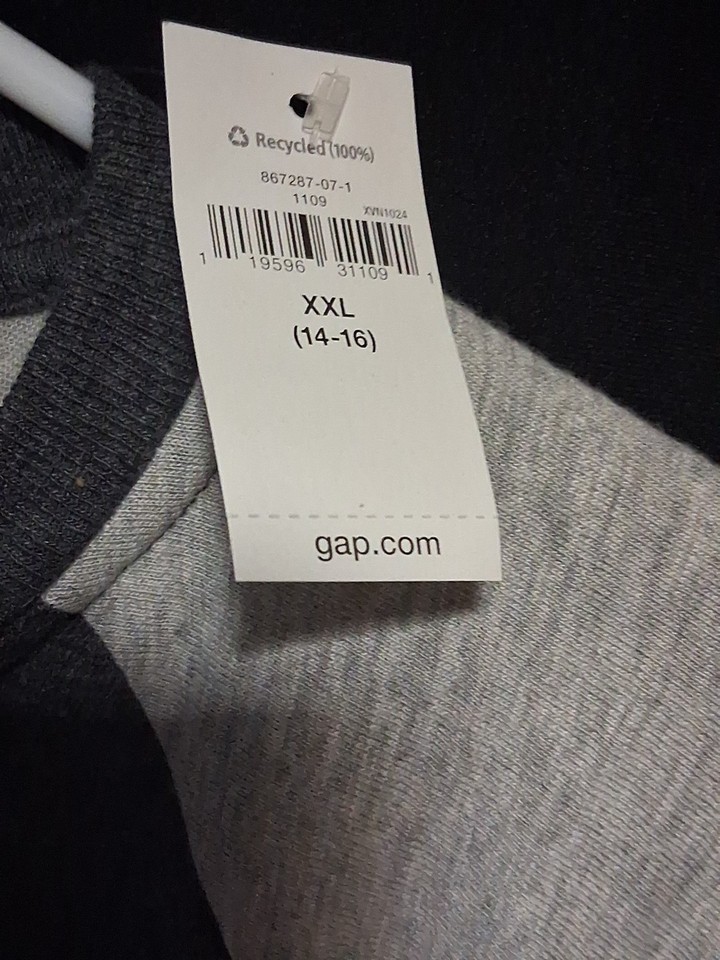 Recycled (100%)
867287-07-1
1109
XVN1024
1 19596 31109 1
XXL
(14-16)
gap.com